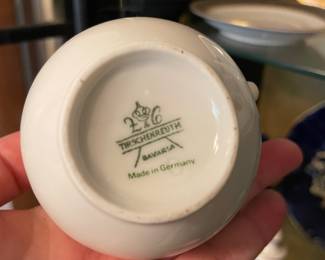 Z & C
TIRSCHENREUTH
BAVARIA
Made in Germany